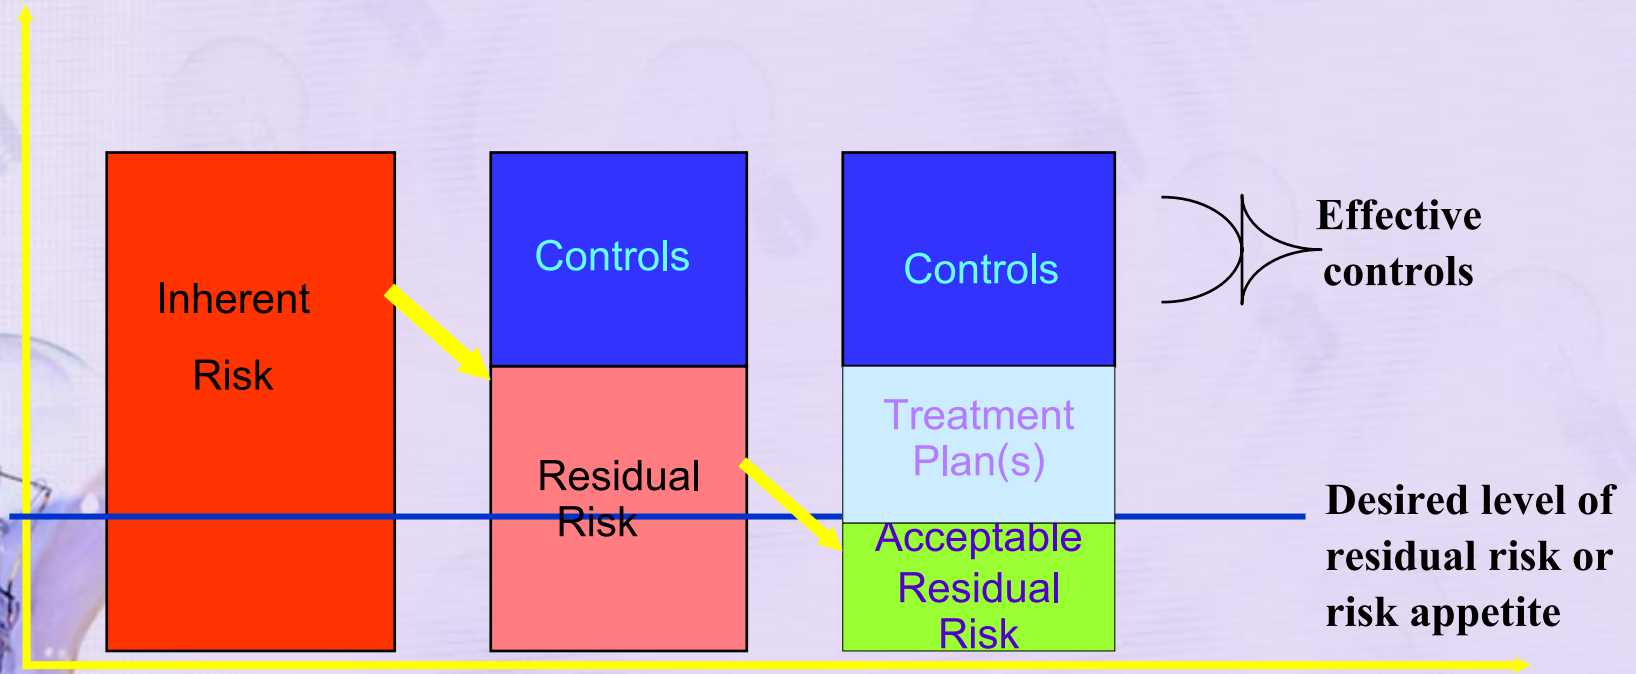 Inherent
Risk
Controls
Residual
Risk
Controls
Treatment
Plan(s)
Acceptable
Residual
Risk
Effective
controls
Desired level of
residual risk or
risk appetite